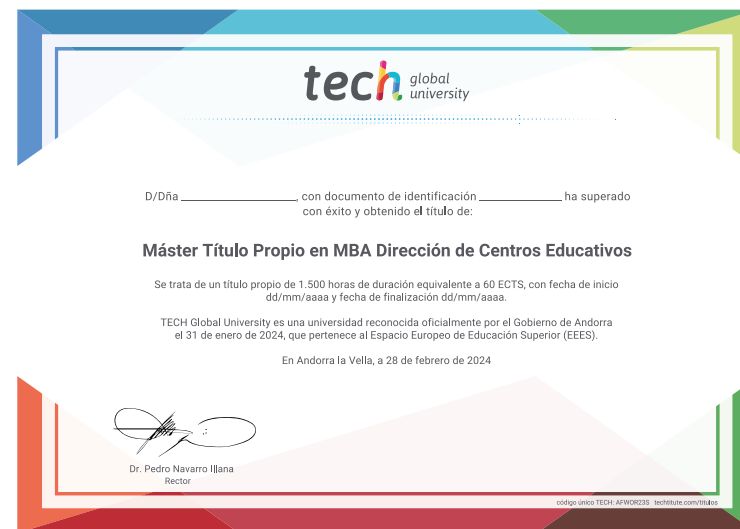 tech global university
D/Dña ______________, con documento de identificación ______________ ha superado
con éxito y obtenido el título de:
Máster Título Propio en MBA Dirección de Centros Educativos
Se trata de un título propio de 1.500 horas de duración equivalente a 60 ECTS, con fecha de inicio
dd/mm/aaaa y fecha de finalización dd/mm/aaaa.
TECH Global University es una universidad reconocida oficialmente por el Gobierno de Andorra
el 31 de enero de 2024, que pertenece al Espacio Europeo de Educación Superior (EEES).
En Andorra la Vella, a 28 de febrero de 2024
Dr. Pedro Navarro Illana
Rector
código único TECH: AFWOR23S techtitute.com/titulos